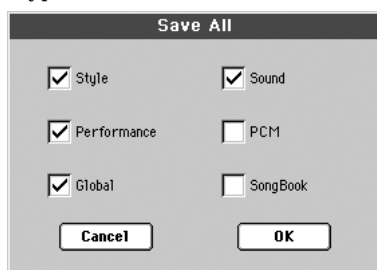 Save All
Style Sound
Performance PCM
Global SongBook
Cancel OK